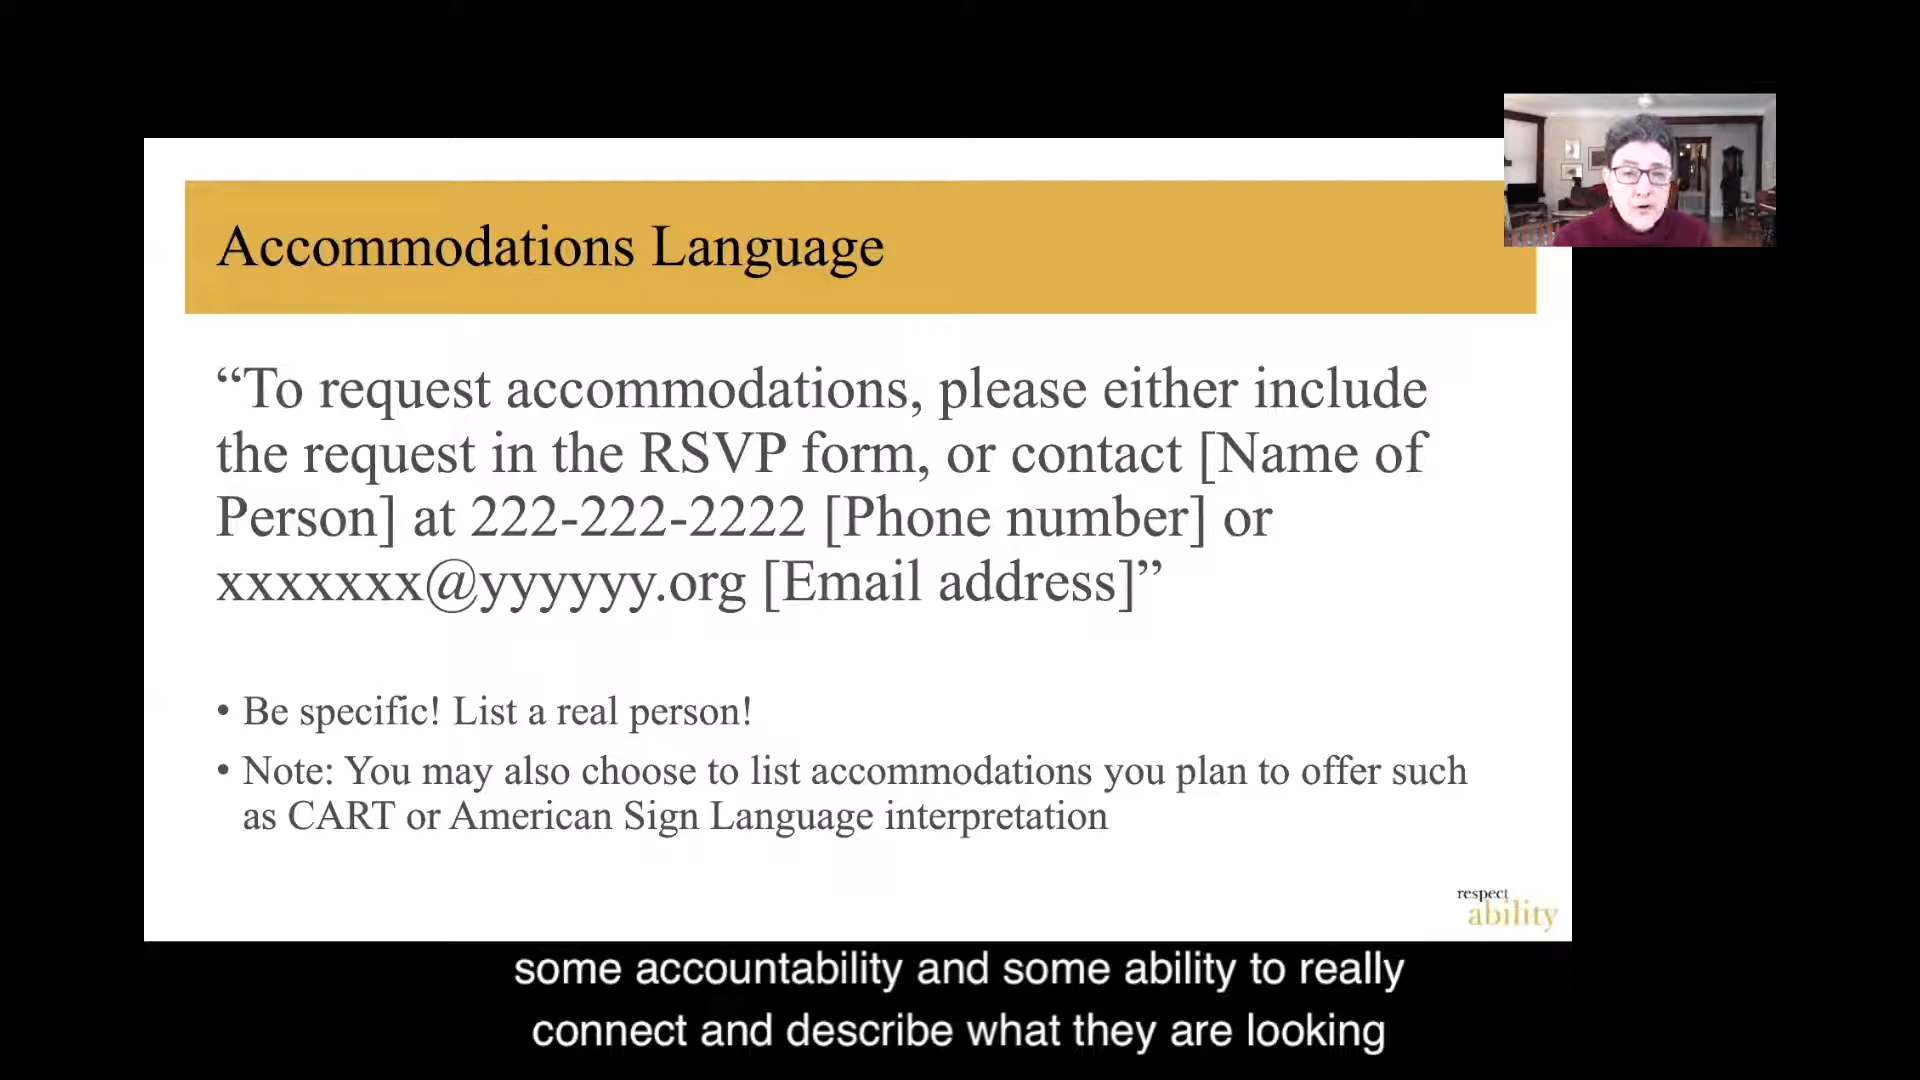 Accommodations Language
“To request accommodations, please either include
the request in the RSVP form, or contact [Name of
Person] at 222-222-2222 [Phone number] or
xxxxxxx@yyyyyy.org [Email address]”
• Be specific! List a real person!
• Note: You may also choose to list accommodations you plan to offer such
as CART or American Sign Language interpretation
respect
ability
some accountability and some ability to really
connect and describe what they are looking